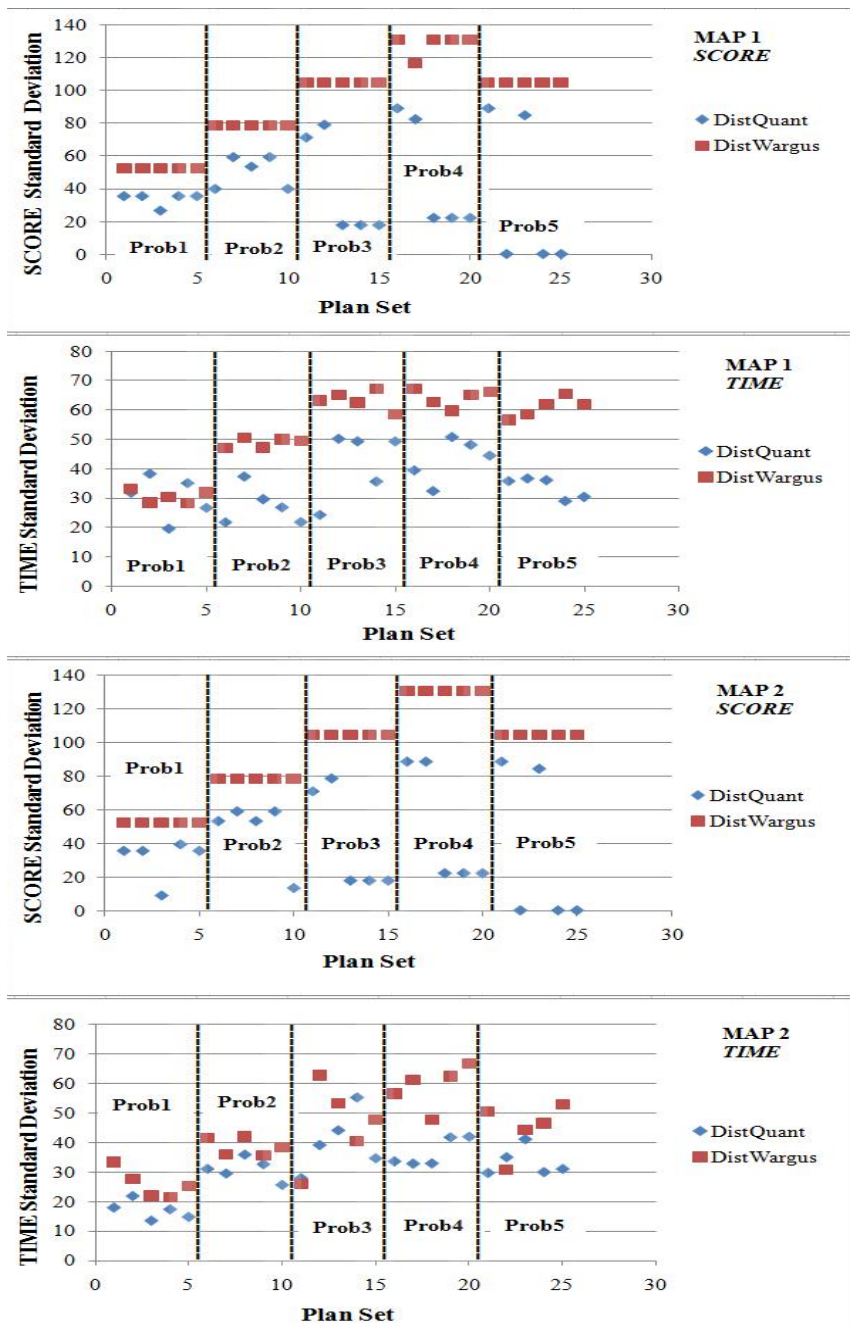 MAP 1
SCORE
SCORE Standard Deviation
140
120
100
80
60
40
20
0
DistQuant
DistWargus
Prob1
Prob2
Prob3
Prob4
Prob5
0
5
10
15
20
25
30
Plan Set
MAP 1
TIME
TIME Standard Deviation
80
70
60
50
40
30
20
10
0
DistQuant
DistWargus
Prob1
Prob2
Prob3
Prob4
Prob5
0
5
10
15
20
25
30
Plan Set
MAP 2
SCORE
SCORE Standard Deviation
140
120
100
80
60
40
20
0
DistQuant
DistWargus
Prob1
Prob2
Prob3
Prob4
Prob5
0
5
10
15
20
25
30
Plan Set
MAP 2
TIME
TIME Standard Deviation
80
70
60
50
40
30
20
10
0
DistQuant
DistWargus
Prob1
Prob2
Prob3
Prob4
Prob5
0
5
10
15
20
25
30
Plan Set